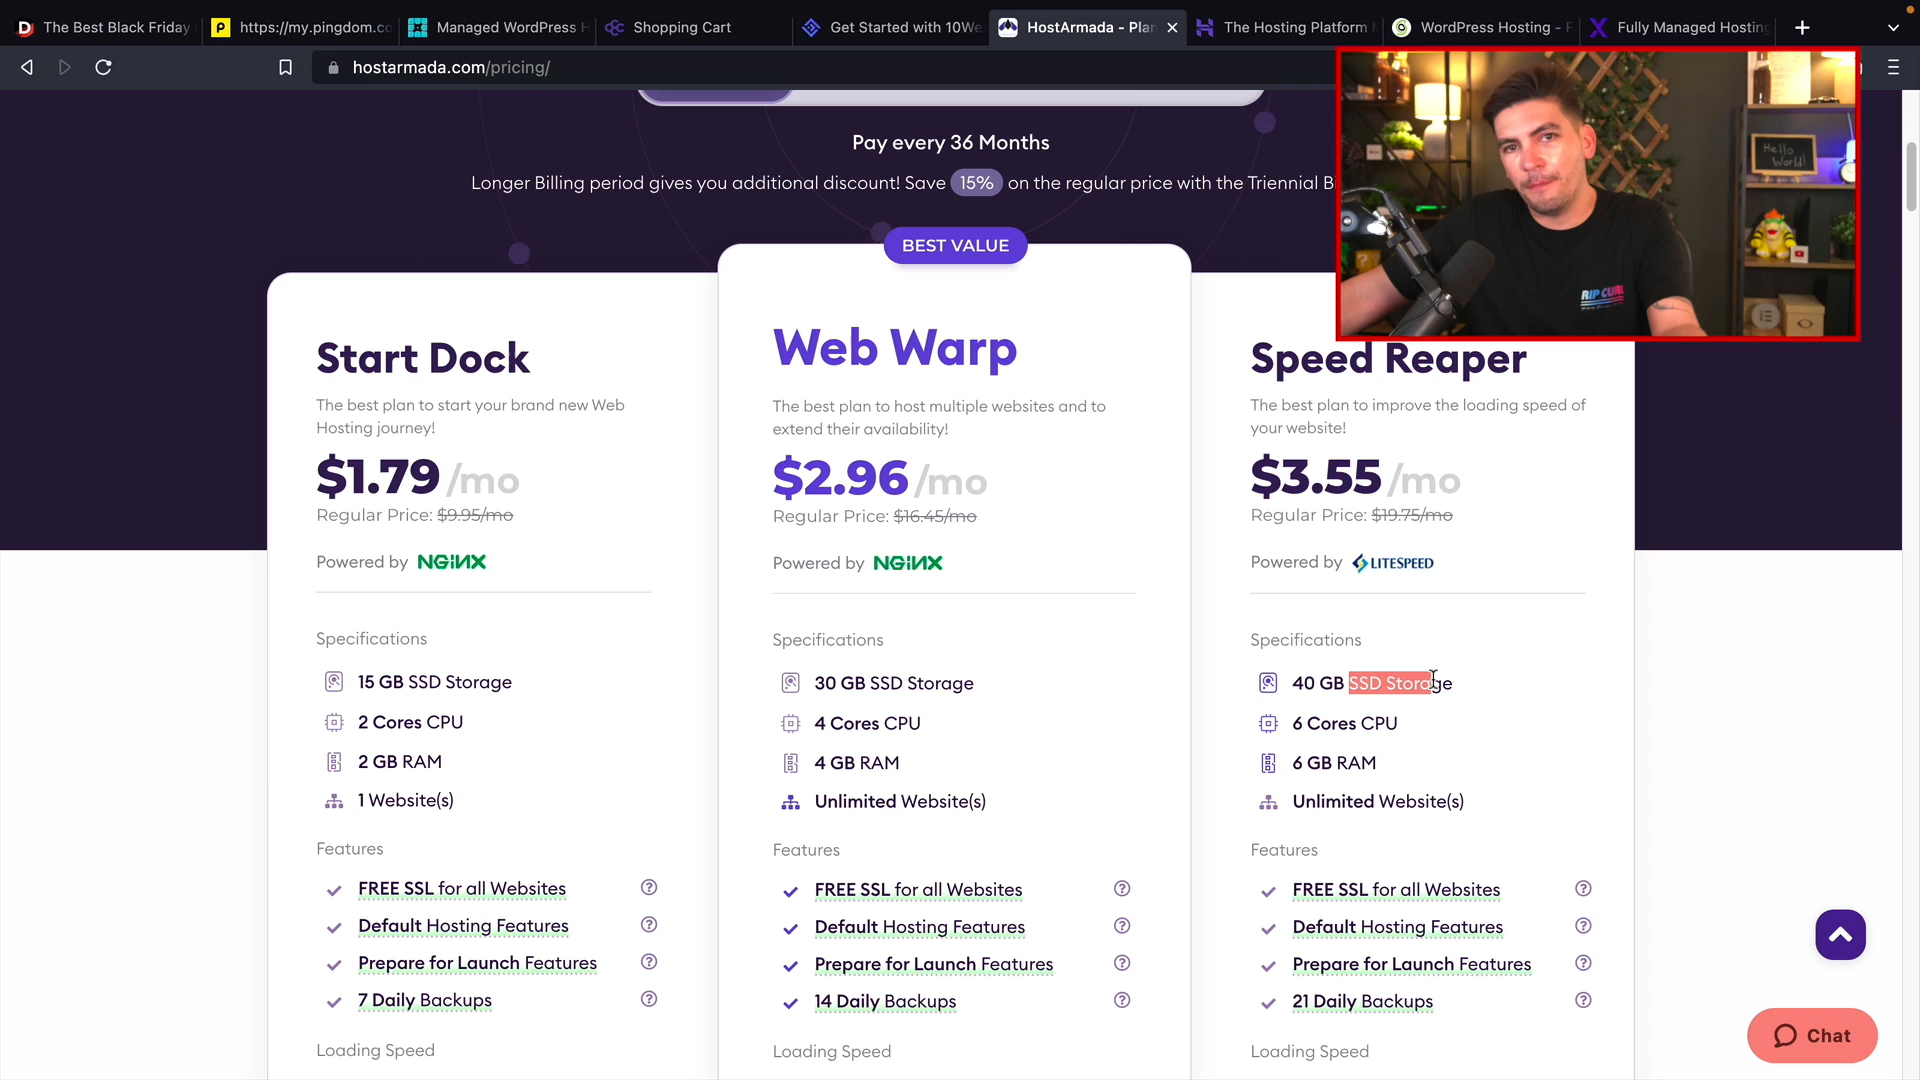 The Best Black Friday
https://my.pingdom.co
Managed WordPress H
Shopping Cart
Get Started with 10We
HostArmada - Plan
The Hosting Platform
WordPress Hosting - F
Fully Managed Hosting
hostarmada.com/pricing/
Pay every 36 Months
Longer Billing period gives you additional discount! Save 15% on the regular price with the Triennial Bi
Hello World!
RIP CURL
BEST VALUE
Start Dock
The best plan to start your brand new Web
Hosting journey!
$1.79/mo
Regular Price: $9.95/mo
Powered by NGINX
Specifications
15 GB SSD Storage
2 Cores CPU
2 GB RAM
1 Website(s)
Features
FREE SSL for all Websites
Default Hosting Features
Prepare for Launch Features
7 Daily Backups
Loading Speed
Web Warp
The best plan to host multiple websites and to
extend their availability!
$2.96/mo
Regular Price: $16.45/mo
Powered by NGINX
Specifications
30 GB SSD Storage
4 Cores CPU
4 GB RAM
Unlimited Website(s)
Features
FREE SSL for all Websites
Default Hosting Features
Prepare for Launch Features
14 Daily Backups
Loading Speed
Speed Reaper
The best plan to improve the loading speed of
your website!
$3.55/mo
Regular Price: $19.75/mo
Powered by LITESPEED
Specifications
40 GB SSD Storage
6 Cores CPU
6 GB RAM
Unlimited Website(s)
Features
FREE SSL for all Websites
Default Hosting Features
Prepare for Launch Features
21 Daily Backups
Loading Speed
Chat